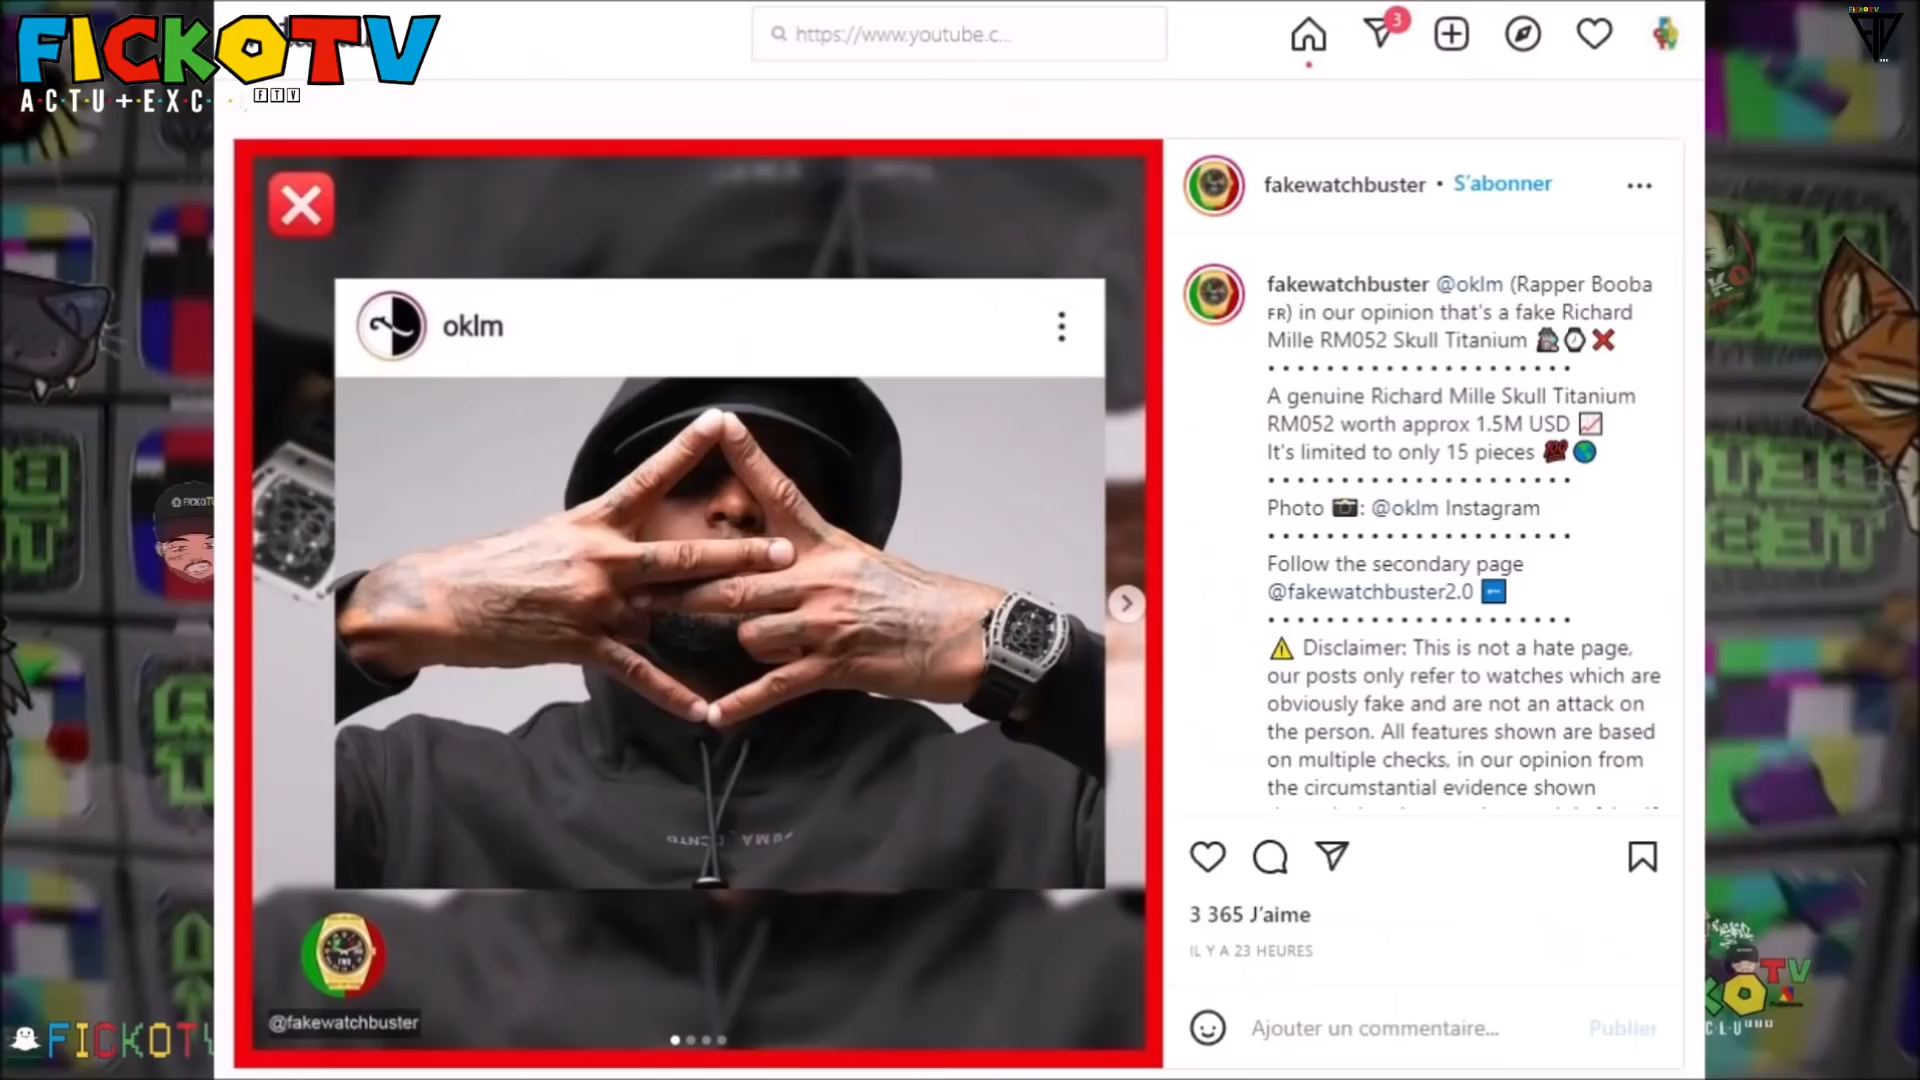 FICKOTV
ACTU+EXC
FTV
https://www.youtube.c...
3
FICKOTV
fakewatchbuster • S'abonner
oklm
fakewatchbuster @oklm (Rapper Booba
FR) in our opinion that's a fake Richard
Mille RM052 Skull Titanium
A genuine Richard Mille Skull Titanium
RM052 worth approx 1.5M USD
It's limited to only 15 pieces 💯
Photo 📷: @oklm Instagram
Follow the secondary page
@fakewatchbuster2.0
⚠ Disclaimer: This is not a hate page,
our posts only refer to watches which are
obviously fake and are not an attack on
the person. All features shown are based
on multiple checks, in our opinion from
the circumstantial evidence shown
3 365 J'aime
IL Y A 23 HEURES
Ajouter un commentaire... Publier
@fakewatchbuster
FICKOTV